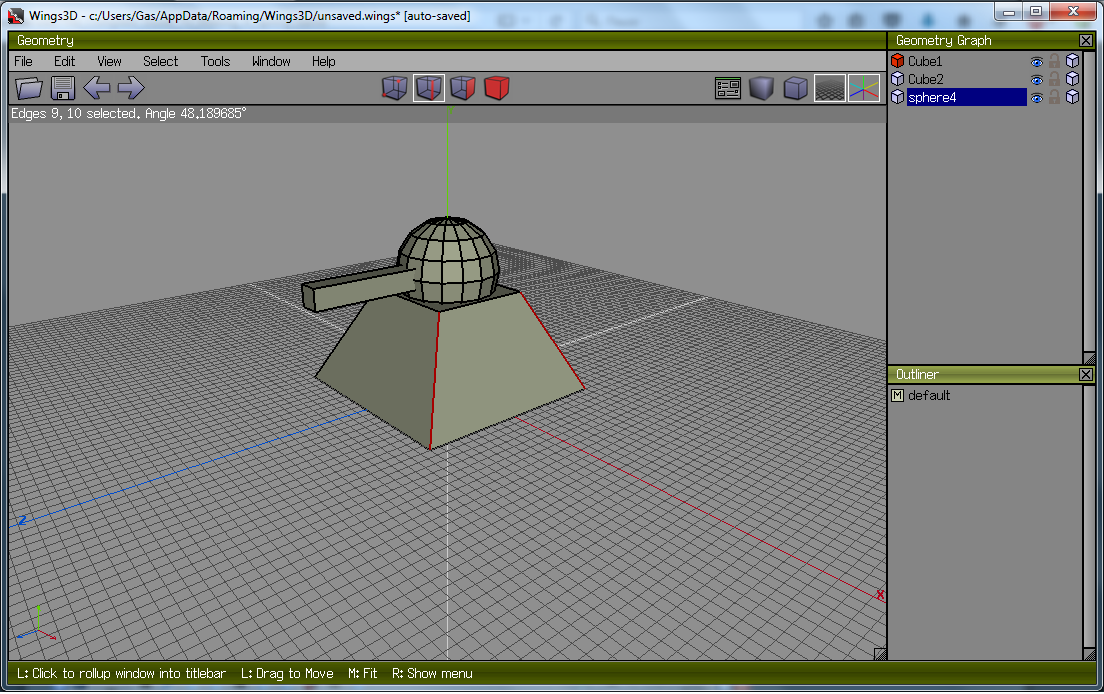 Wings3D - c:/Users/Gas/AppData/Roaming/Wings3D/unsaved.wings* [auto-saved]
Geometry
File Edit View Select Tools Window Help
Edges 9, 10 selected. Angle 48.189685°
Y
Z
X
Geometry Graph
Cube1
Cube2
sphere4
Outliner
M default
L: Click to rollup window into titlebar L: Drag to Move M: Fit R: Show menu